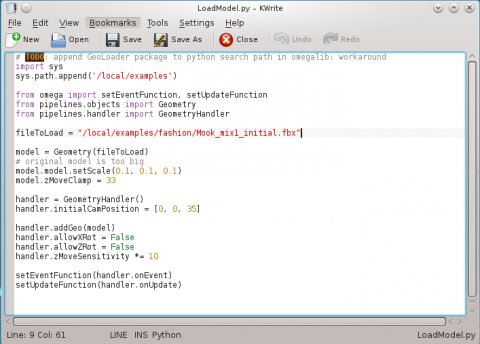 LoadModel.py - KWrite
File Edit View Bookmarks Tools Settings Help
New Open Save Save As Close Undo Redo
# TODO: append GeoLoader package to python search path in omegalib: workaround
import sys
sys.path.append('/local/examples')
from omega import setEventFunction, setUpdateFunction
from pipelines.objects import Geometry
from pipelines.handler import GeometryHandler
fileToLoad = "/local/examples/fashion/Mook_mix1_initial.fbx"
model = Geometry(fileToLoad)
# original model is too big
model.model.setScale(0.1, 0.1, 0.1)
model.zMoveClamp = 33
handler = GeometryHandler()
handler.initialCamPosition = [0, 0, 35]
handler.addGeo(model)
handler.allowXRot = False
handler.allowZRot = False
handler.zMoveSensitivity *= 10
setEventFunction(handler.onEvent)
setUpdateFunction(handler.onUpdate)
Line: 9 Col: 61 LINE INS Python LoadModel.py